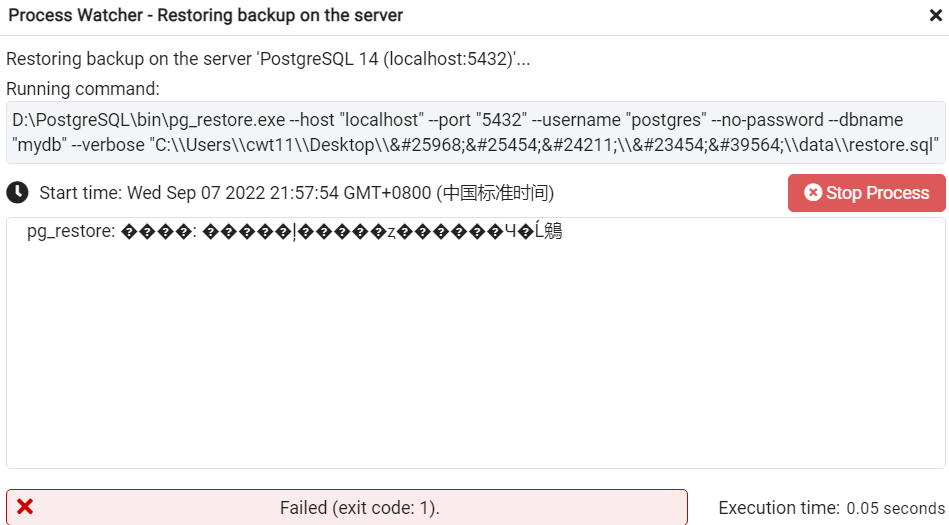 Process Watcher - Restoring backup on the server
Restoring backup on the server 'PostgreSQL 14 (localhost:5432)'...
Running command:
D:\PostgreSQL\bin\pg_restore.exe --host "localhost" --port "5432" --username "postgres" --no-password --dbname
"mydb" --verbose "C:\\Users\\cwt11\\Desktop\\&#25968;&#25454;&#24211;\\&#23454;&#39564;\\data\\restore.sql"
Start time: Wed Sep 07 2022 21:57:54 GMT+0800 (中国标准时间)
Stop Process
pg_restore: ����: �����ļ�����ȥ������Ч�Ĺ鵵
Failed (exit code: 1).
Execution time: 0.05 seconds